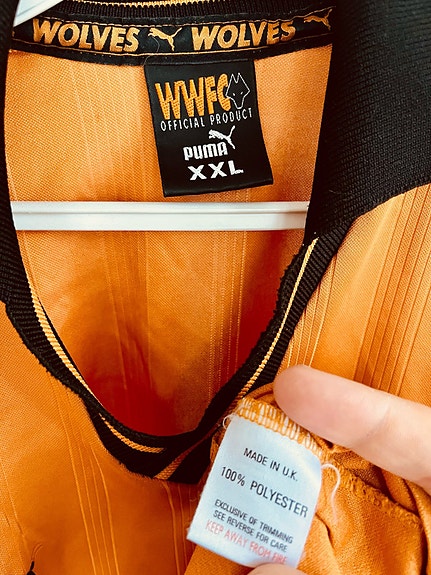 WOLVES WOLVES
WWFC
OFFICIAL PRODUCT
PUMA
XXL
MADE IN U.K.
100% POLYESTER
EXCLUSIVE OF TRIMMING
SEE REVERSE FOR CARE
KEEP AWAY FROM FIRE